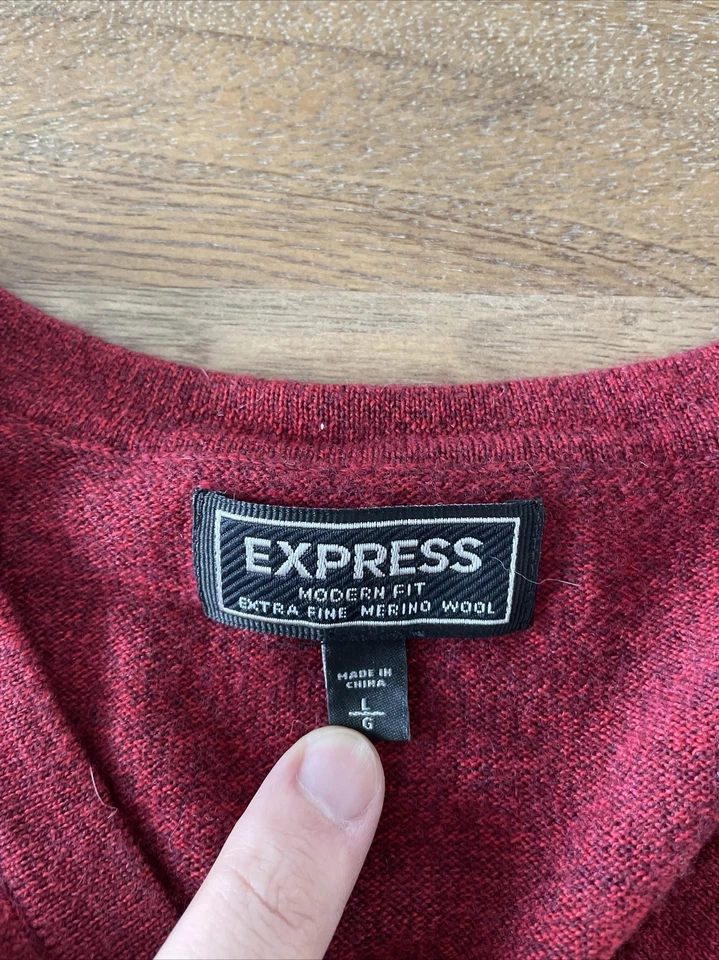 EXPRESS
MODERN FIT
EXTRA FINE MERINO WOOL
MADE IN
CHINA
L
G